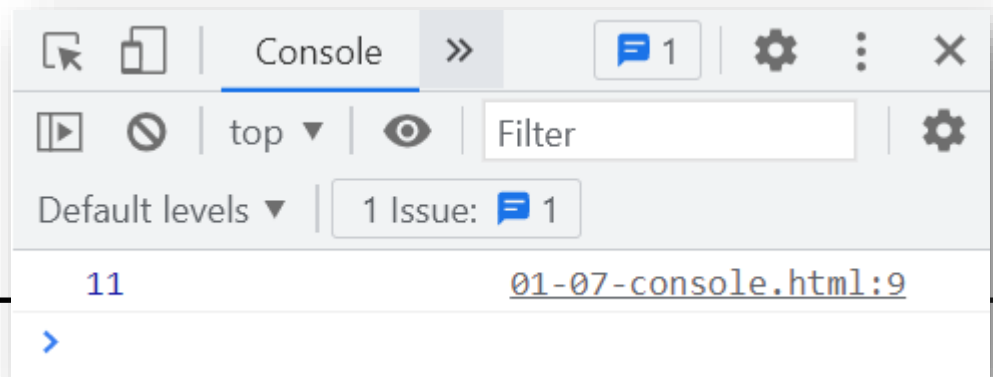 Console » 1
top ▼ Filter
Default levels ▼ 1 Issue: 1
11 01-07-console.html:9
>